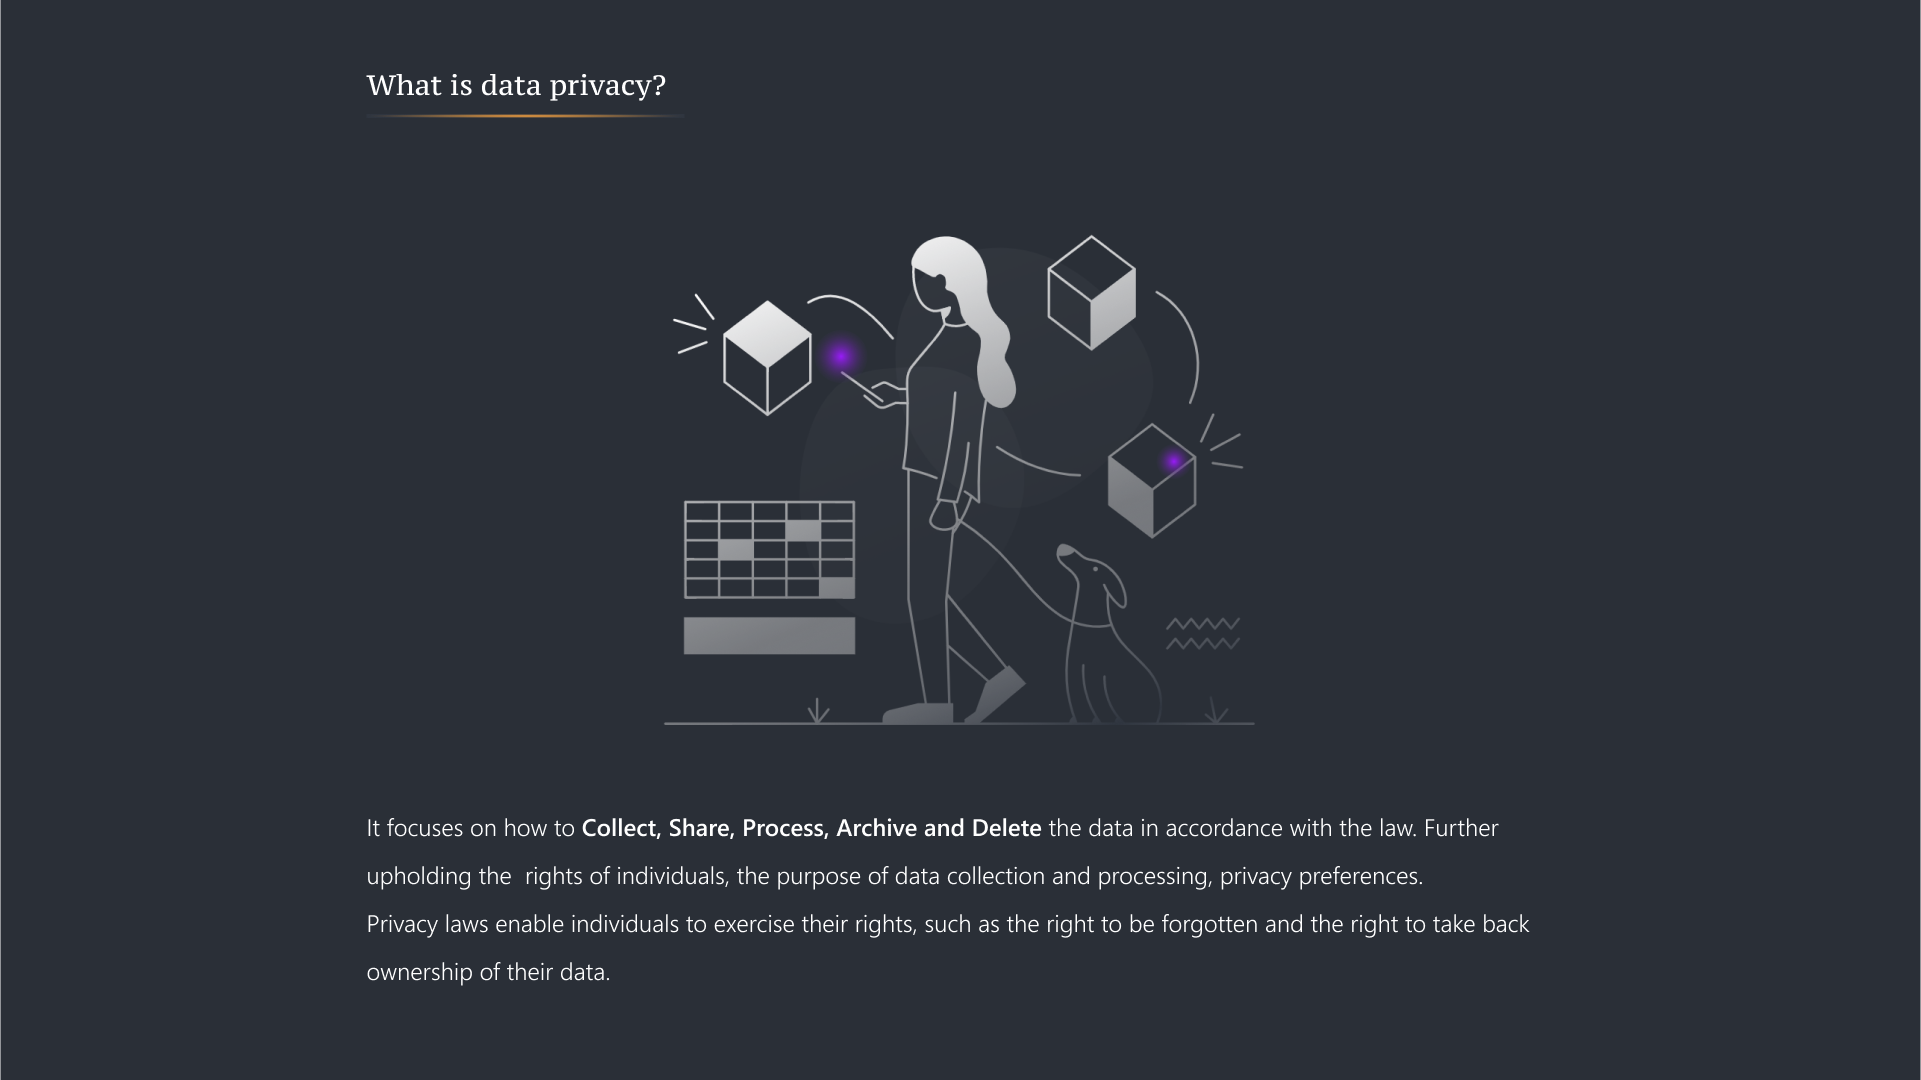 What is data privacy?
It focuses on how to Collect, Share, Process, Archive and Delete the data in accordance with the law. Further
upholding the  rights of individuals, the purpose of data collection and processing, privacy preferences.
Privacy laws enable individuals to exercise their rights, such as the right to be forgotten and the right to take back
ownership of their data.